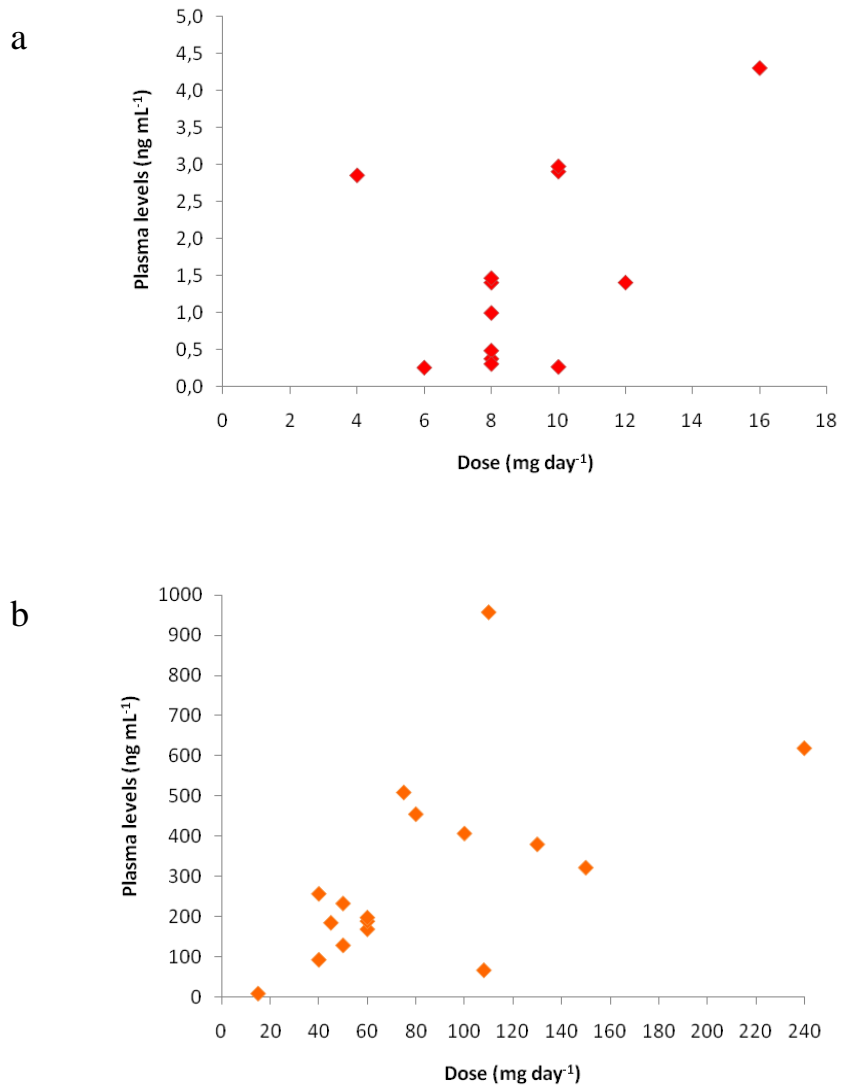 a
5,0
4,5
4,0
3,5
3,0
2,5
2,0
1,5
1,0
0,5
0,0
Plasma levels (ng mL⁻¹)
0 2 4 6 8 10 12 14 16 18
Dose (mg day⁻¹)
b
1000
900
800
700
600
500
400
300
200
100
0
Plasma levels (ng mL⁻¹)
0 20 40 60 80 100 120 140 160 180 200 220 240
Dose (mg day⁻¹)